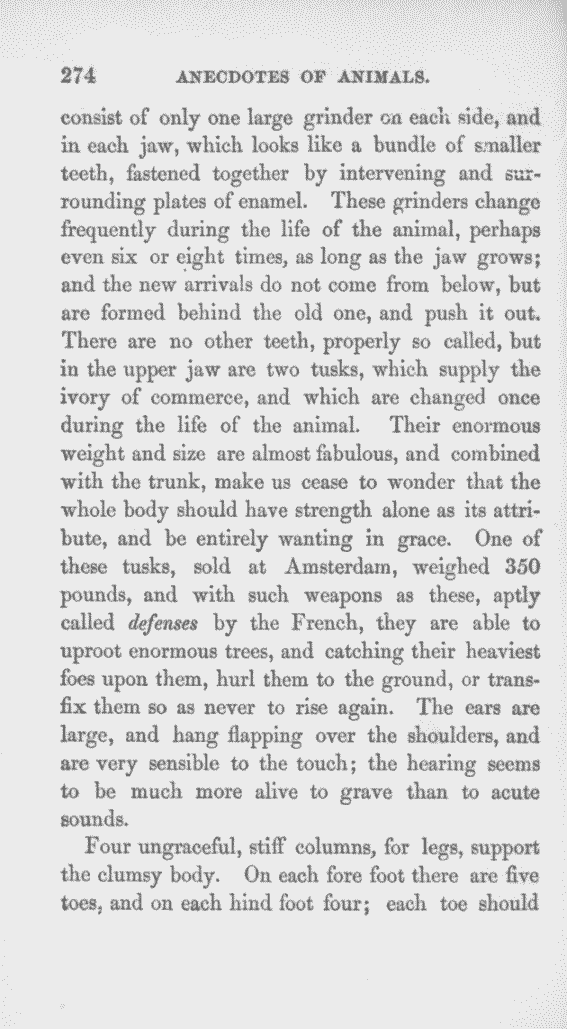 274 ANECDOTES OF ANIMALS.
consist of only one large grinder on each side, and
in each jaw, which looks like a bundle of smaller
teeth, fastened together by intervening and sur-
rounding plates of enamel. These grinders change
frequently during the life of the animal, perhaps
even six or eight times, as long as the jaw grows;
and the new arrivals do not come from below, but
are formed behind the old one, and push it out.
There are no other teeth, properly so called, but
in the upper jaw are two tusks, which supply the
ivory of commerce, and which are changed once
during the life of the animal. Their enormous
weight and size are almost fabulous, and combined
with the trunk, make us cease to wonder that the
whole body should have strength alone as its attri-
bute, and be entirely wanting in grace. One of
these tusks, sold at Amsterdam, weighed 350
pounds, and with such weapons as these, aptly
called defenses by the French, they are able to
uproot enormous trees, and catching their heaviest
foes upon them, hurl them to the ground, or trans-
fix them so as never to rise again. The ears are
large, and hang flapping over the shoulders, and
are very sensible to the touch; the hearing seems
to be much more alive to grave than to acute
sounds.
Four ungraceful, stiff columns, for legs, support
the clumsy body. On each fore foot there are five
toes, and on each hind foot four; each toe should